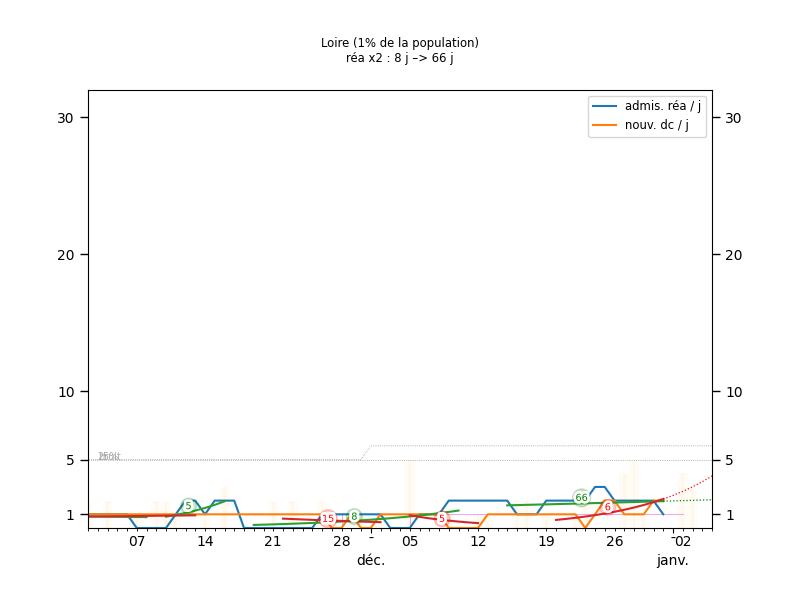 Loire (1% de la population)
réa x2 : 8 j –> 66 j
admis. réa / j
nouv. dc / j
30 30
20 20
10 10
5 5
1 1
5 15 8 5 66 6
07 14 21 28 - 05 12 19 26 02
déc. janv.